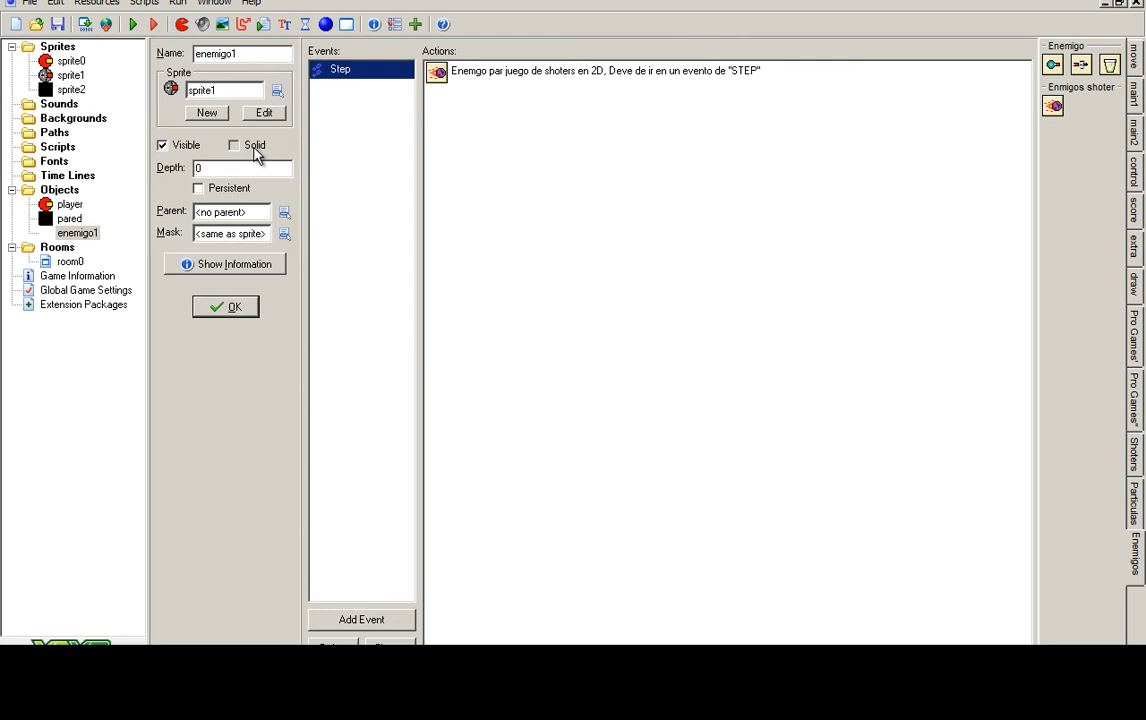 File Edit Resources Scripts Run Window Help
Sprites
sprite0
sprite1
sprite2
Sounds
Backgrounds
Paths
Scripts
Fonts
Time Lines
Objects
player
pared
enemigo1
Rooms
room0
Game Information
Global Game Settings
Extension Packages
Name: enemigo1
Sprite
sprite1
New Edit
Visible Solid
Depth: 0
Persistent
Parent: <no parent>
Mask: <same as sprite>
Show Information
OK
Events:
Step
Add Event
Actions:
Enemgo par juego de shoters en 2D, Deve de ir en un evento de "STEP"
Enemigo
Enmigos shoter
move
main1
main2
control
score
extra
draw
Pro Games'
Pro Games''
Shoters
Particulas
Enemigos